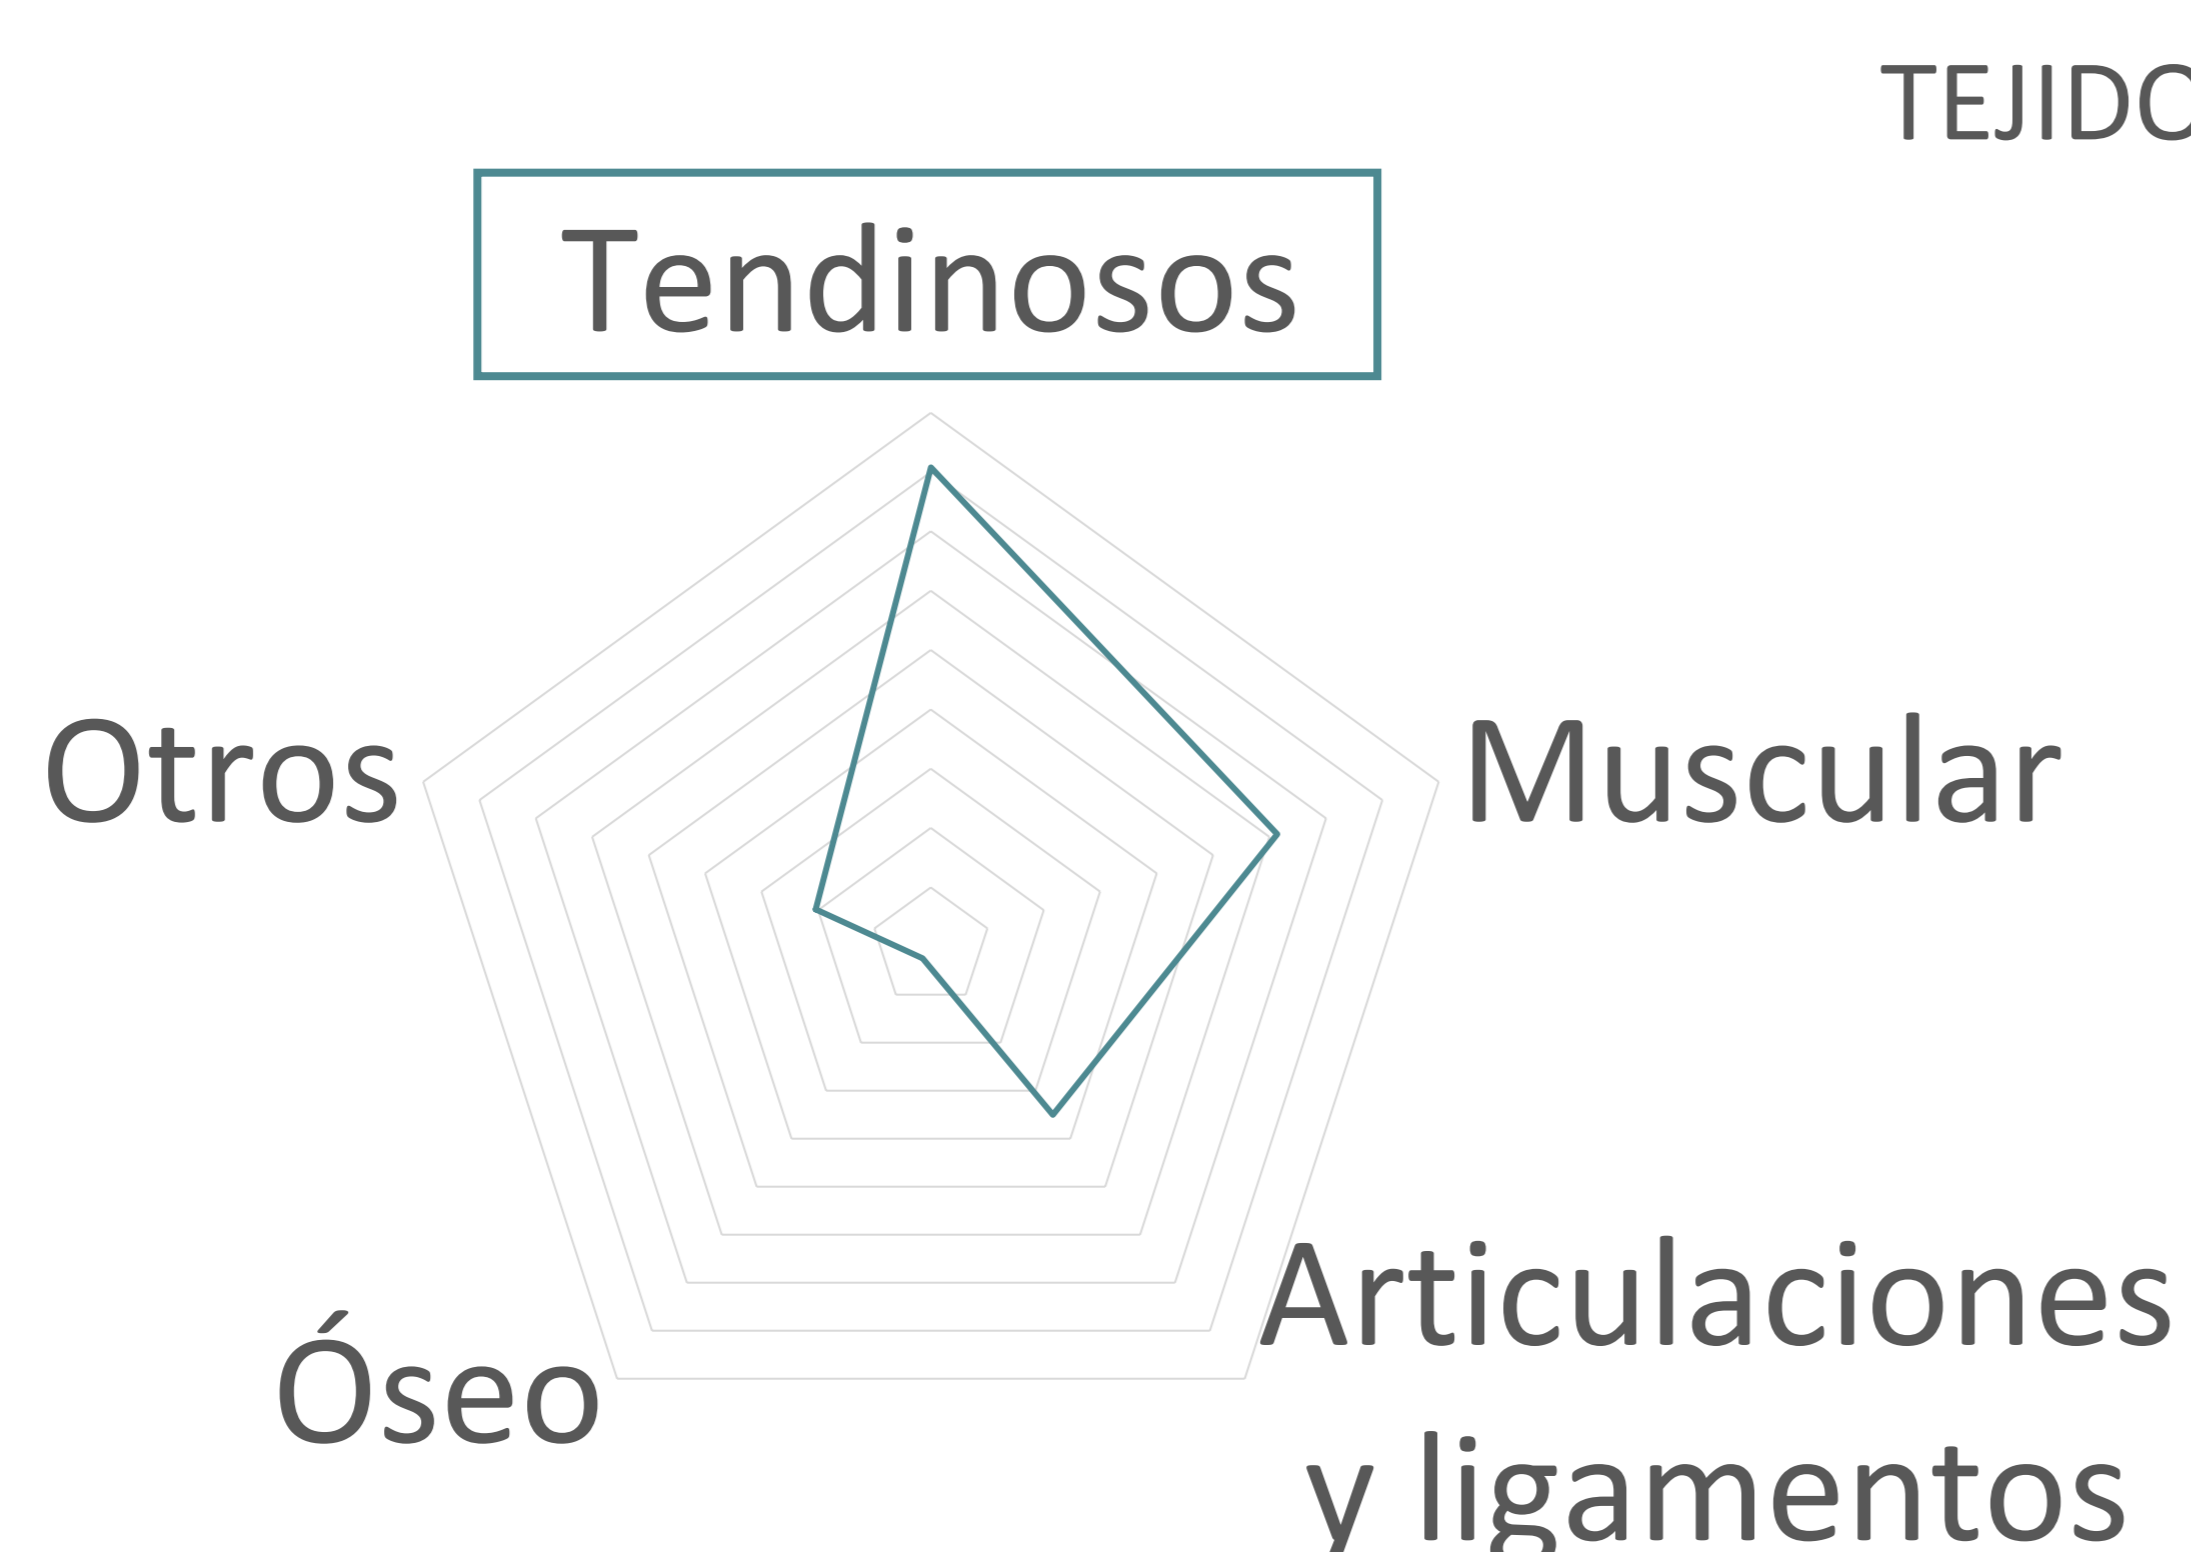 TEJIDO
Tendinosos
Otros
Muscular
Articulaciones
y ligamentos
Óseo